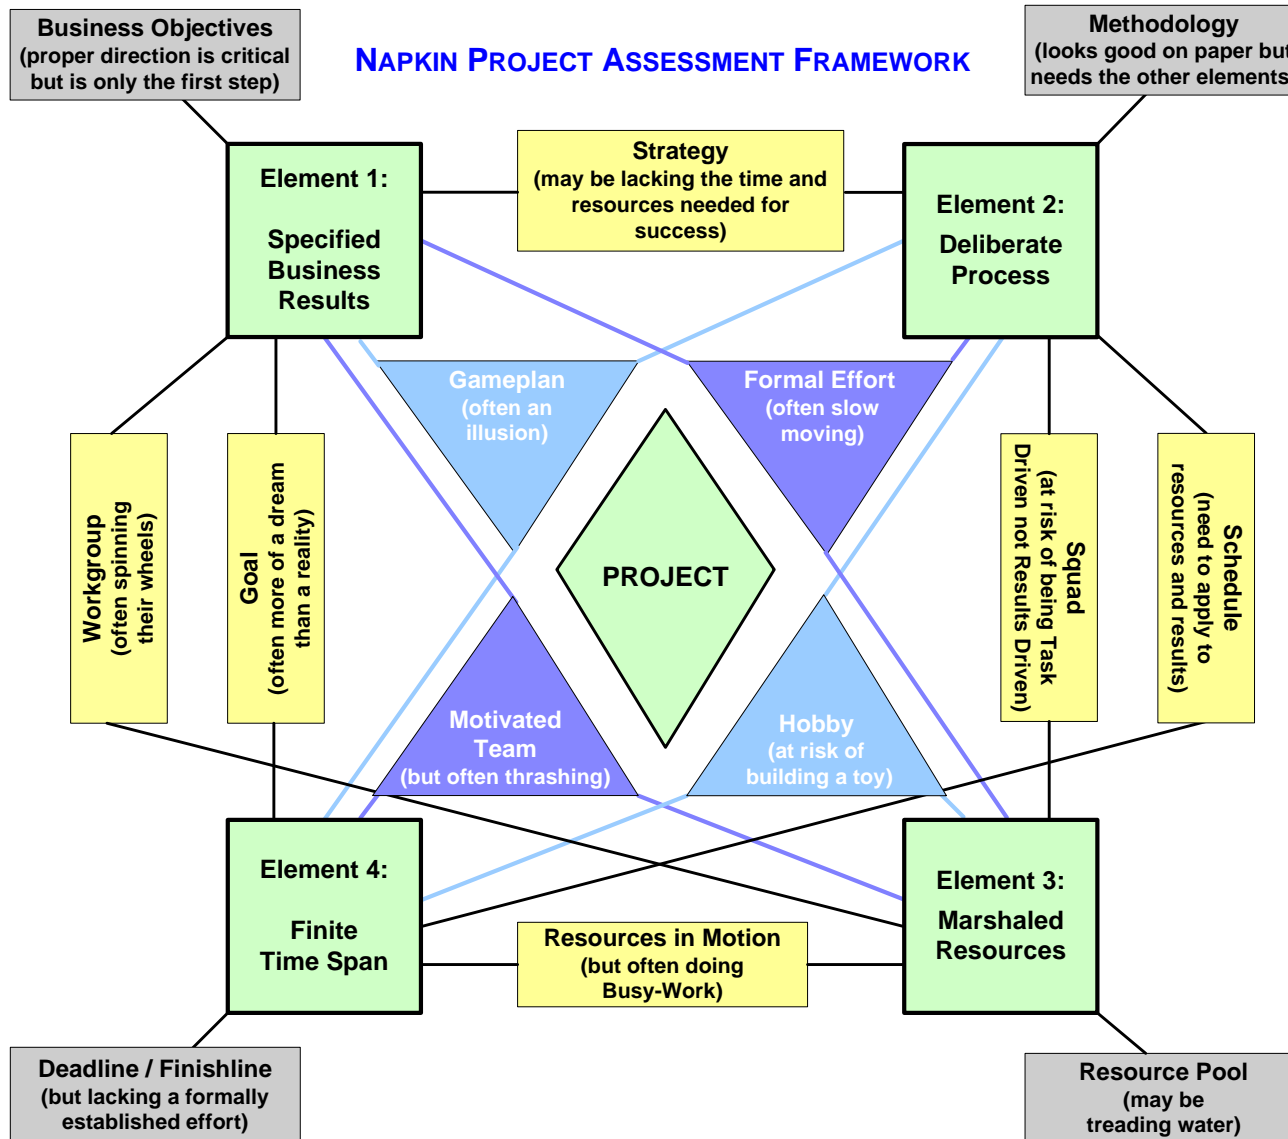 Business Objectives
(proper direction is critical
but is only the first step)
NAPKIN PROJECT ASSESSMENT FRAMEWORK
Methodology
(looks good on paper but
needs the other elements
Element 1:
Specified
Business
Results
Strategy
(may be lacking the time and
resources needed for
success)
Element 2:
Deliberate
Process
Gameplan
(often an
illusion)
Formal Effort
(often slow
moving)
Workgroup
(often spinning
their wheels)
Goal
(often more of a dream
than a reality)
PROJECT
Squad
(at risk of being Task
Driven not Results Driven)
Schedule
(need to apply to
resources and results)
Motivated
Team
(but often thrashing)
Hobby
(at risk of
building a toy)
Element 4:
Finite
Time Span
Resources in Motion
(but often doing
Busy-Work)
Element 3:
Marshaled
Resources
Deadline / Finishline
(but lacking a formally
established effort)
Resource Pool
(may be
treading water)